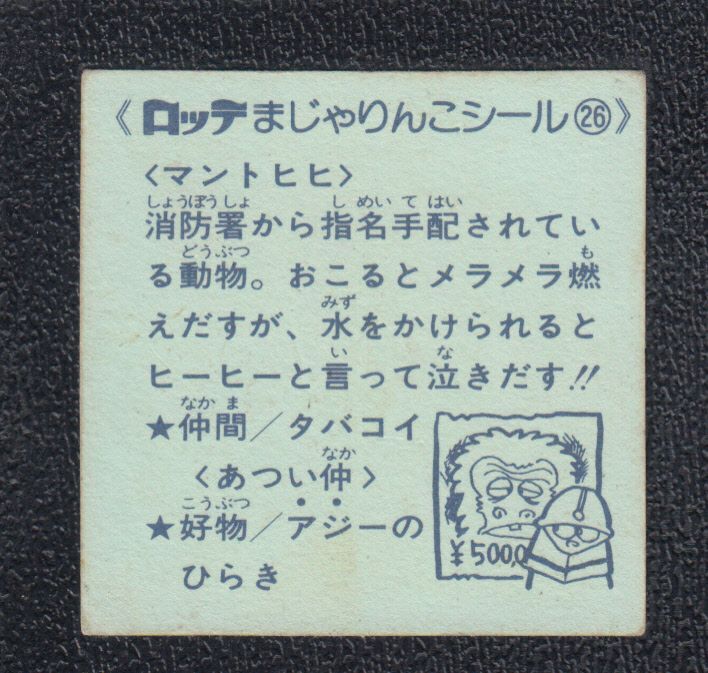 《ロッテまじゃりんこシール㉖》
〈マントヒヒ〉
消防署から指名手配されてい
る動物。おこるとメラメラ燃
えだすが、水をかけられると
ヒーヒーと言って泣きだす!!
★仲間／タバコイ
〈あつい仲〉
★好物／アジーの
ひらき
¥500,0